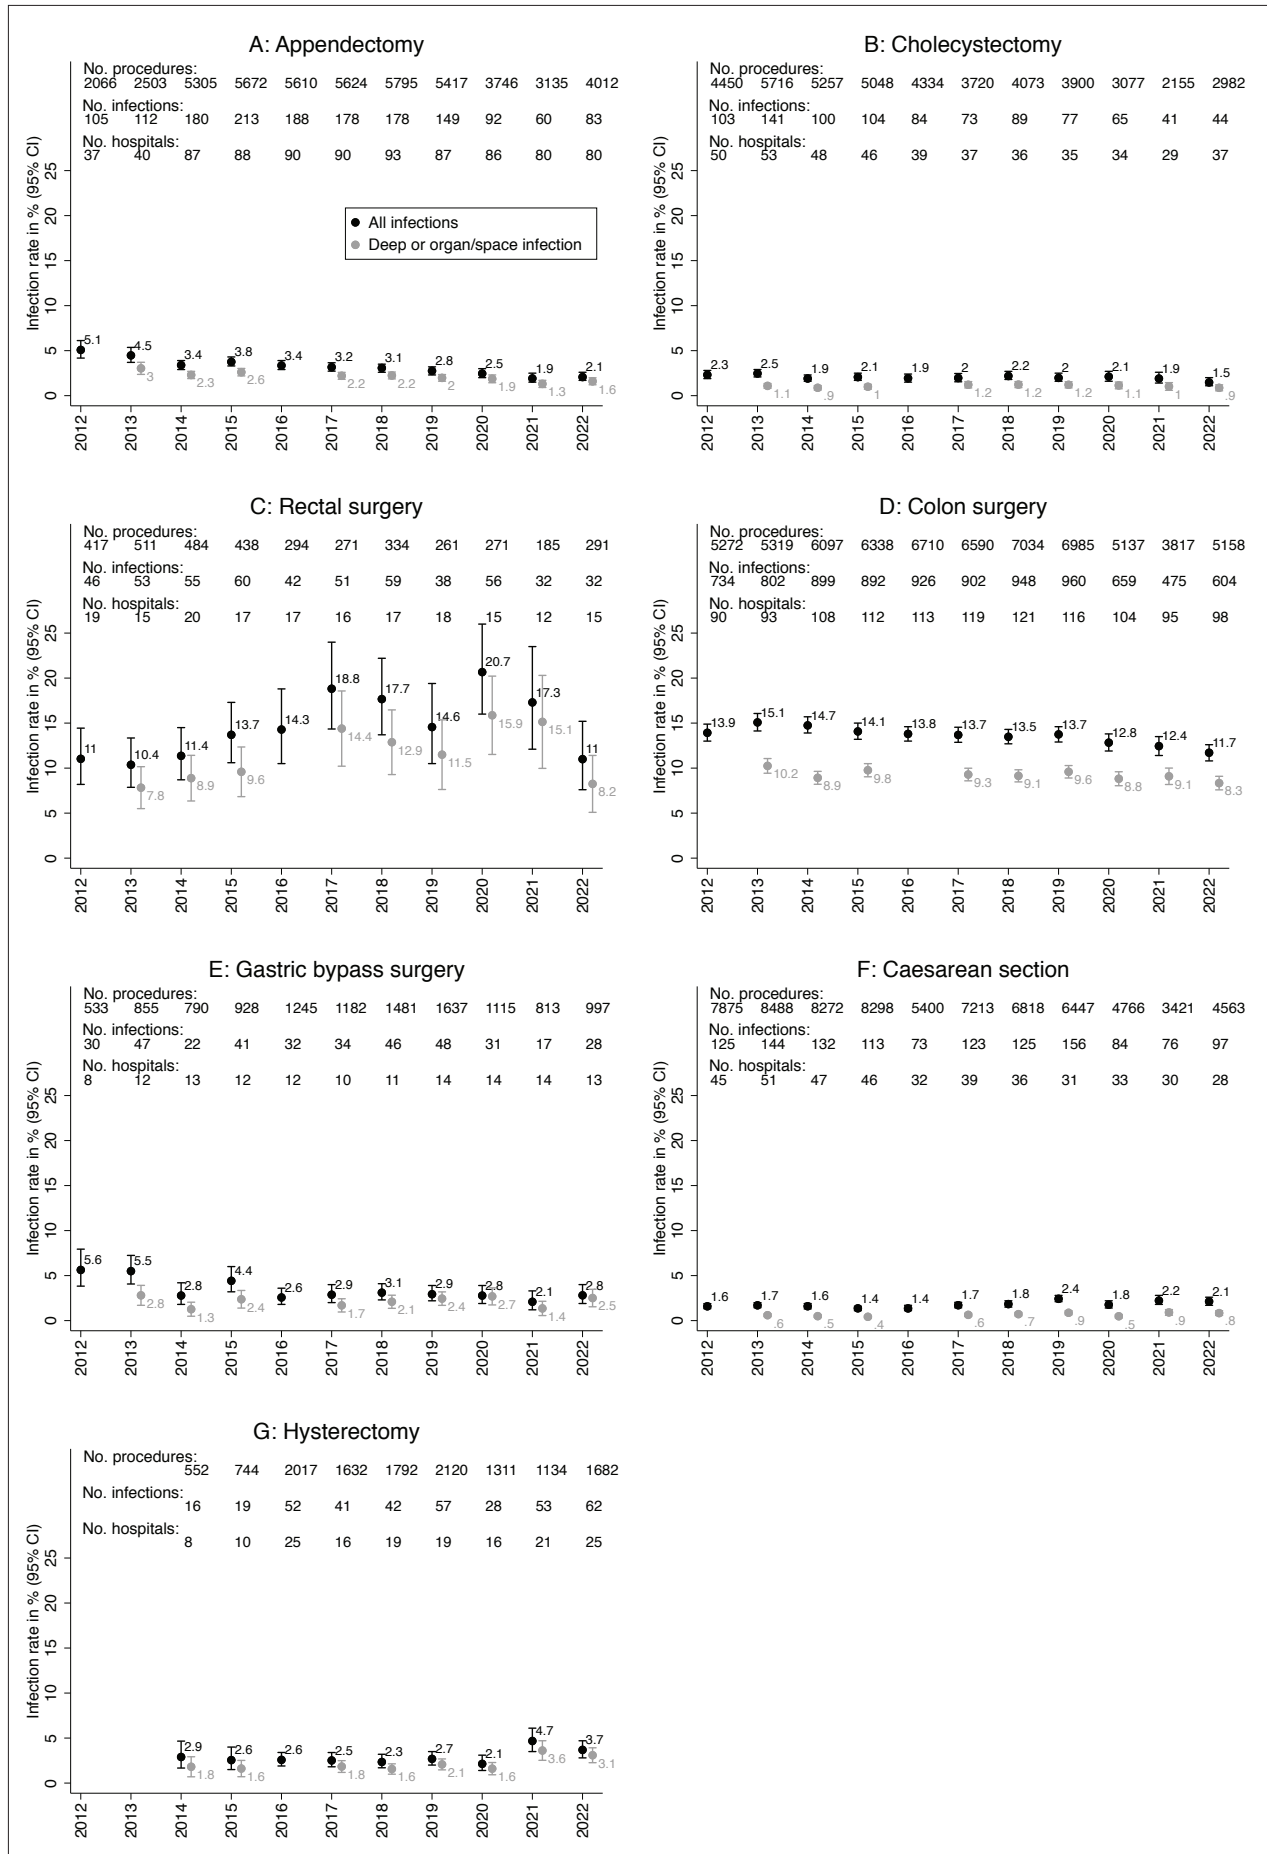 A: Appendectomy
No. procedures:
2066 2503 5305 5672 5610 5624 5795 5417 3746 3135 4012
No. infections:
105 112 180 213 188 178 178 149 92 60 83
No. hospitals:
37 40 87 88 90 90 93 87 86 80 80
Infection rate in % (95% CI)
25
20
15
10
5
0
All infections
Deep or organ/space infection
5.1 4.5 3.4 3.8 3.4 3.2 3.1 2.8 2.5 1.9 2.1
3 2.3 2.6 2.2 2.2 2 1.9 1.3 1.6
2012 2013 2014 2015 2016 2017 2018 2019 2020 2021 2022
B: Cholecystectomy
No. procedures:
4450 5716 5257 5048 4334 3720 4073 3900 3077 2155 2982
No. infections:
103 141 100 104 84 73 89 77 65 41 44
No. hospitals:
50 53 48 46 39 37 36 35 34 29 37
Infection rate in % (95% CI)
25
20
15
10
5
0
2.3 2.5 1.9 2.1 1.9 2 2.2 2 2.1 1.9 1.5
1.1 .9 1 1.2 1.2 1.2 1.1 1 .9
2012 2013 2014 2015 2016 2017 2018 2019 2020 2021 2022
C: Rectal surgery
No. procedures:
417 511 484 438 294 271 334 261 271 185 291
No. infections:
46 53 55 60 42 51 59 38 56 32 32
No. hospitals:
19 15 20 17 17 16 17 18 15 12 15
Infection rate in % (95% CI)
25
20
15
10
5
0
11 10.4 11.4 13.7 14.3 18.8 17.7 14.6 20.7 17.3 11
7.8 8.9 9.6 14.4 12.9 11.5 15.9 15.1 8.2
2012 2013 2014 2015 2016 2017 2018 2019 2020 2021 2022
D: Colon surgery
No. procedures:
5272 5319 6097 6338 6710 6590 7034 6985 5137 3817 5158
No. infections:
734 802 899 892 926 902 948 960 659 475 604
No. hospitals:
90 93 108 112 113 119 121 116 104 95 98
Infection rate in % (95% CI)
25
20
15
10
5
0
13.9 15.1 14.7 14.1 13.8 13.7 13.5 13.7 12.8 12.4 11.7
10.2 8.9 9.8 9.3 9.1 9.6 8.8 9.1 8.3
2012 2013 2014 2015 2016 2017 2018 2019 2020 2021 2022
E: Gastric bypass surgery
No. procedures:
533 855 790 928 1245 1182 1481 1637 1115 813 997
No. infections:
30 47 22 41 32 34 46 48 31 17 28
No. hospitals:
8 12 13 12 12 10 11 14 14 14 13
Infection rate in % (95% CI)
25
20
15
10
5
0
5.6 5.5 2.8 4.4 2.6 2.9 3.1 2.9 2.8 2.1 2.8
2.8 1.3 2.4 1.7 2.1 2.4 2.7 1.4 2.5
2012 2013 2014 2015 2016 2017 2018 2019 2020 2021 2022
F: Caesarean section
No. procedures:
7875 8488 8272 8298 5400 7213 6818 6447 4766 3421 4563
No. infections:
125 144 132 113 73 123 125 156 84 76 97
No. hospitals:
45 51 47 46 32 39 36 31 33 30 28
Infection rate in % (95% CI)
25
20
15
10
5
0
1.6 1.7 1.6 1.4 1.4 1.7 1.8 2.4 1.8 2.2 2.1
.6 .5 .4 .6 .7 .9 .5 .9 .8
2012 2013 2014 2015 2016 2017 2018 2019 2020 2021 2022
G: Hysterectomy
No. procedures:
552 744 2017 1632 1792 2120 1311 1134 1682
No. infections:
16 19 52 41 42 57 28 53 62
No. hospitals:
8 10 25 16 19 19 16 21 25
Infection rate in % (95% CI)
25
20
15
10
5
0
2.9 2.6 2.6 2.5 2.3 2.7 2.1 4.7 3.7
1.8 1.6 1.8 1.6 2.1 1.6 3.6 3.1
2012 2013 2014 2015 2016 2017 2018 2019 2020 2021 2022